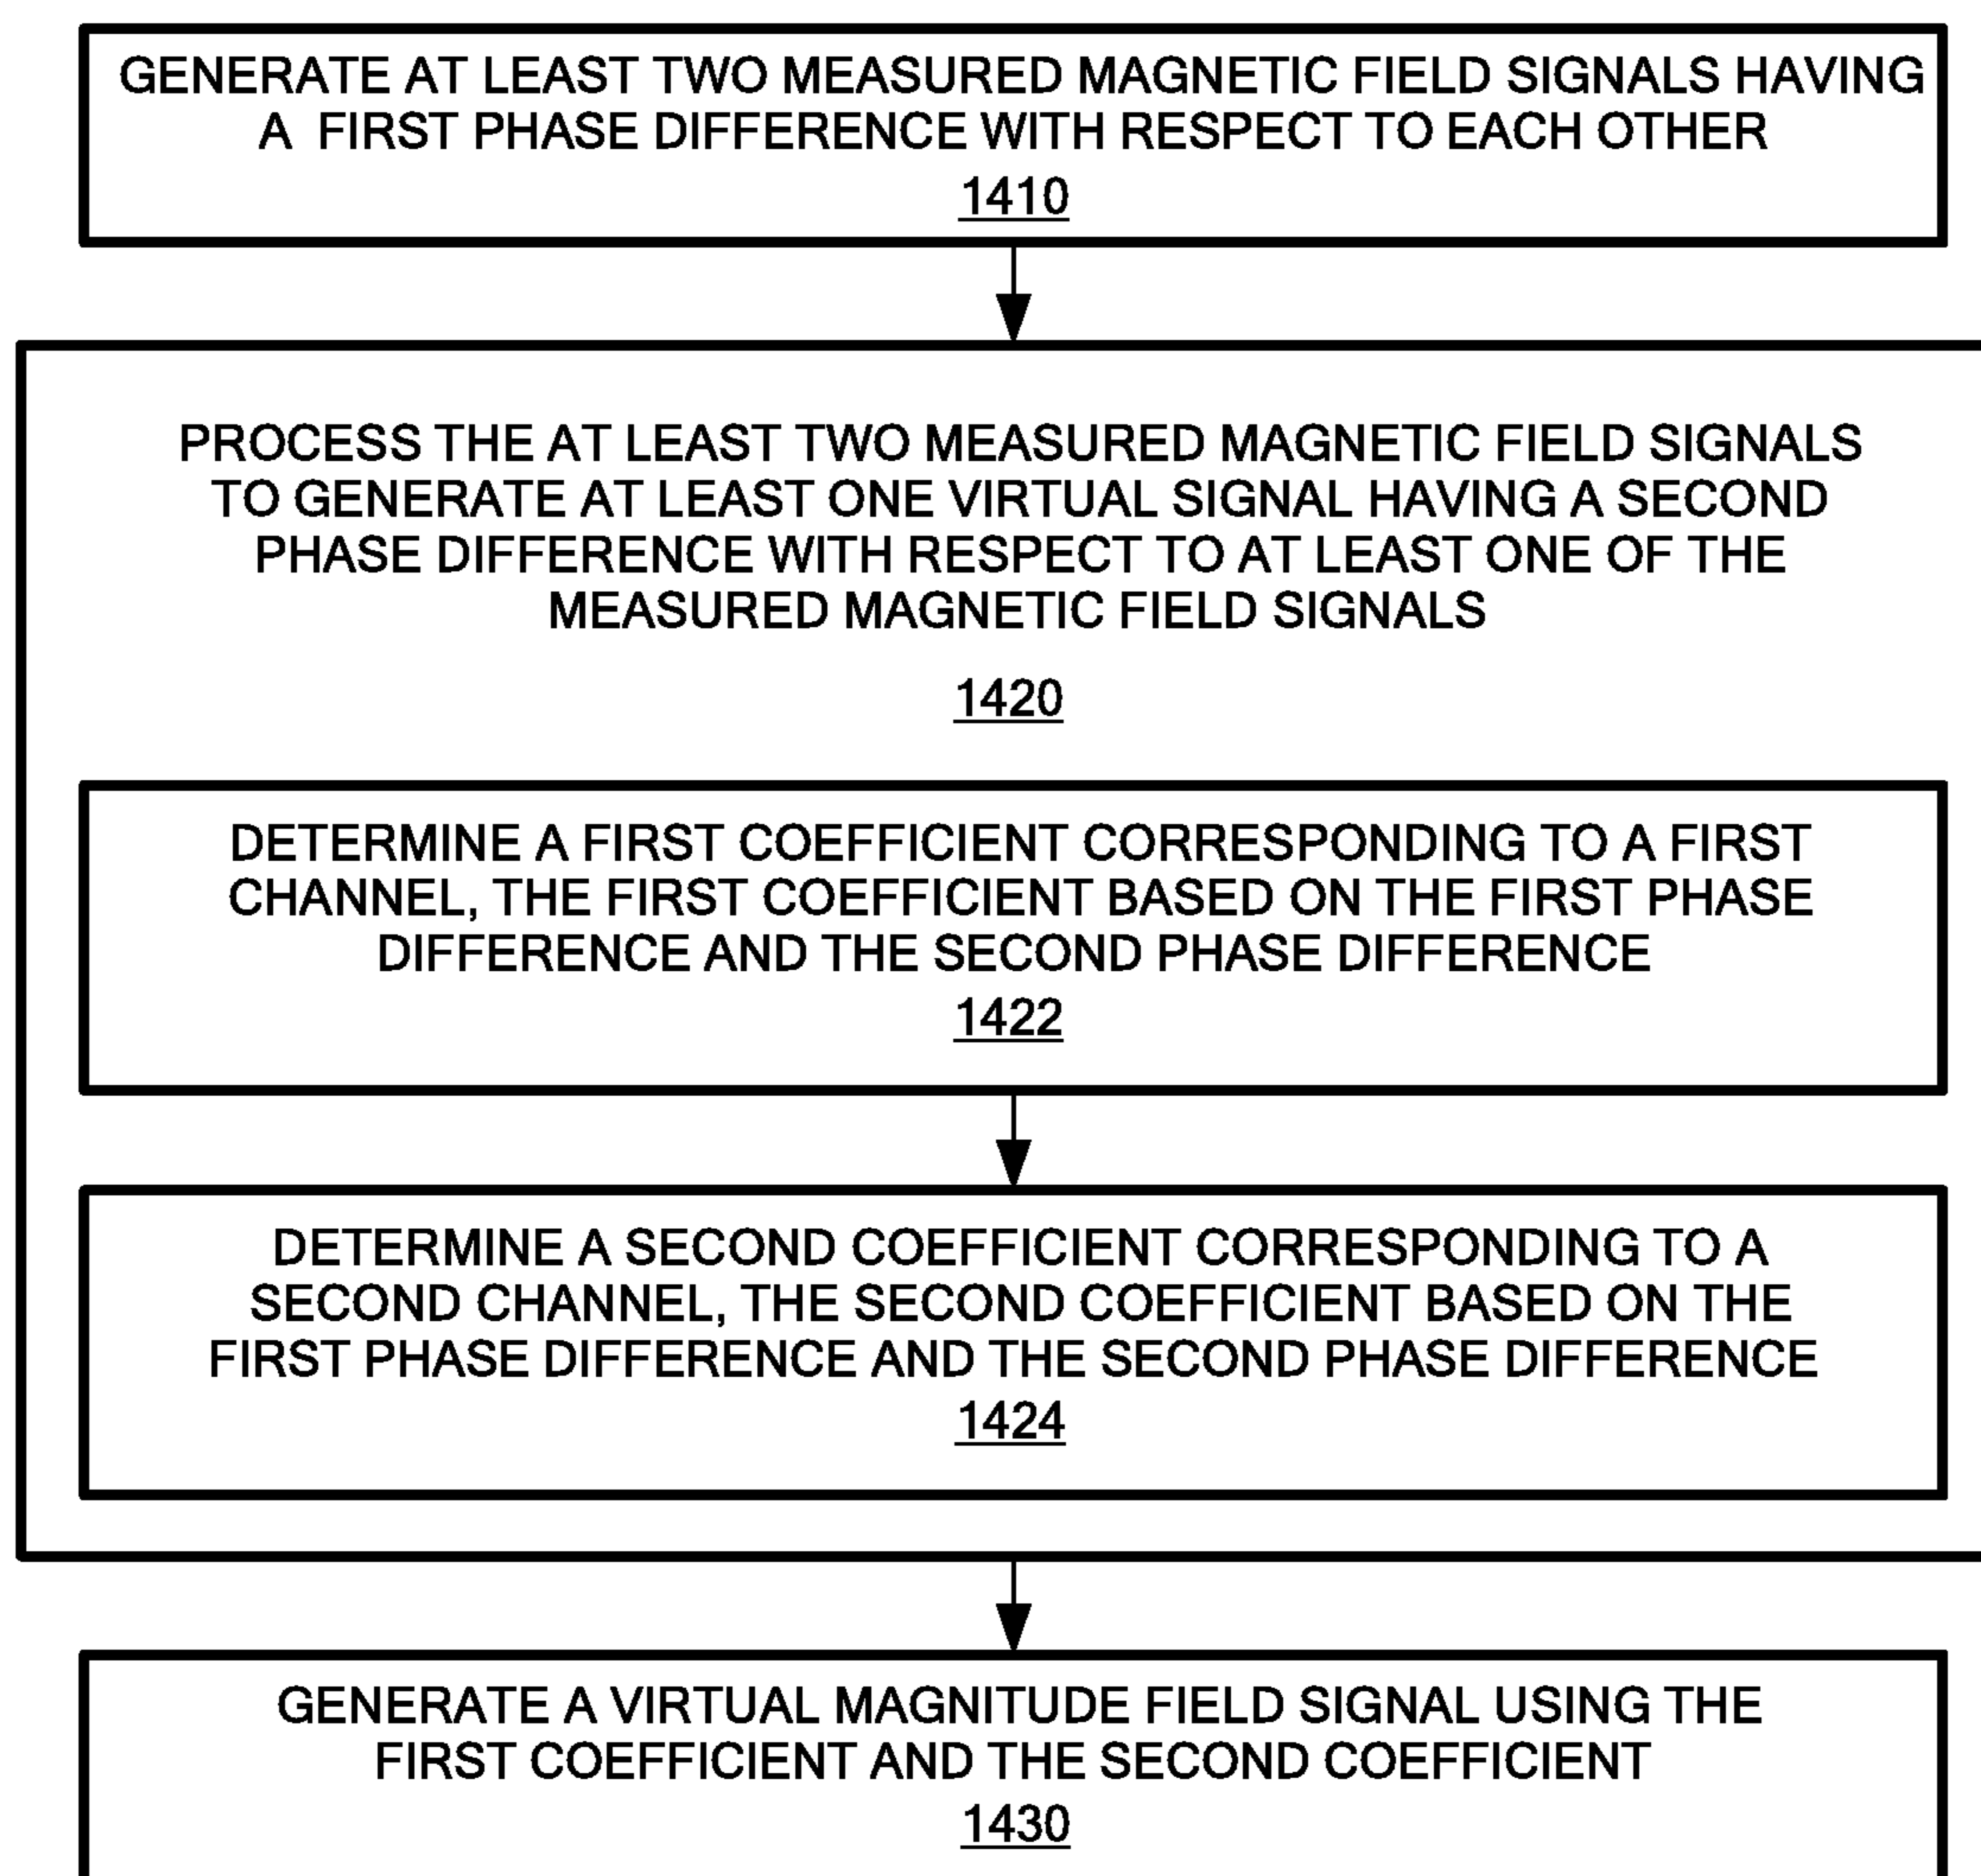 GENERATE AT LEAST TWO MEASURED MAGNETIC FIELD SIGNALS HAVING
A FIRST PHASE DIFFERENCE WITH RESPECT TO EACH OTHER
1410
PROCESS THE AT LEAST TWO MEASURED MAGNETIC FIELD SIGNALS
TO GENERATE AT LEAST ONE VIRTUAL SIGNAL HAVING A SECOND
PHASE DIFFERENCE WITH RESPECT TO AT LEAST ONE OF THE
MEASURED MAGNETIC FIELD SIGNALS
1420
DETERMINE A FIRST COEFFICIENT CORRESPONDING TO A FIRST
CHANNEL, THE FIRST COEFFICIENT BASED ON THE FIRST PHASE
DIFFERENCE AND THE SECOND PHASE DIFFERENCE
1422
DETERMINE A SECOND COEFFICIENT CORRESPONDING TO A
SECOND CHANNEL, THE SECOND COEFFICIENT BASED ON THE
FIRST PHASE DIFFERENCE AND THE SECOND PHASE DIFFERENCE
1424
GENERATE A VIRTUAL MAGNITUDE FIELD SIGNAL USING THE
FIRST COEFFICIENT AND THE SECOND COEFFICIENT
1430